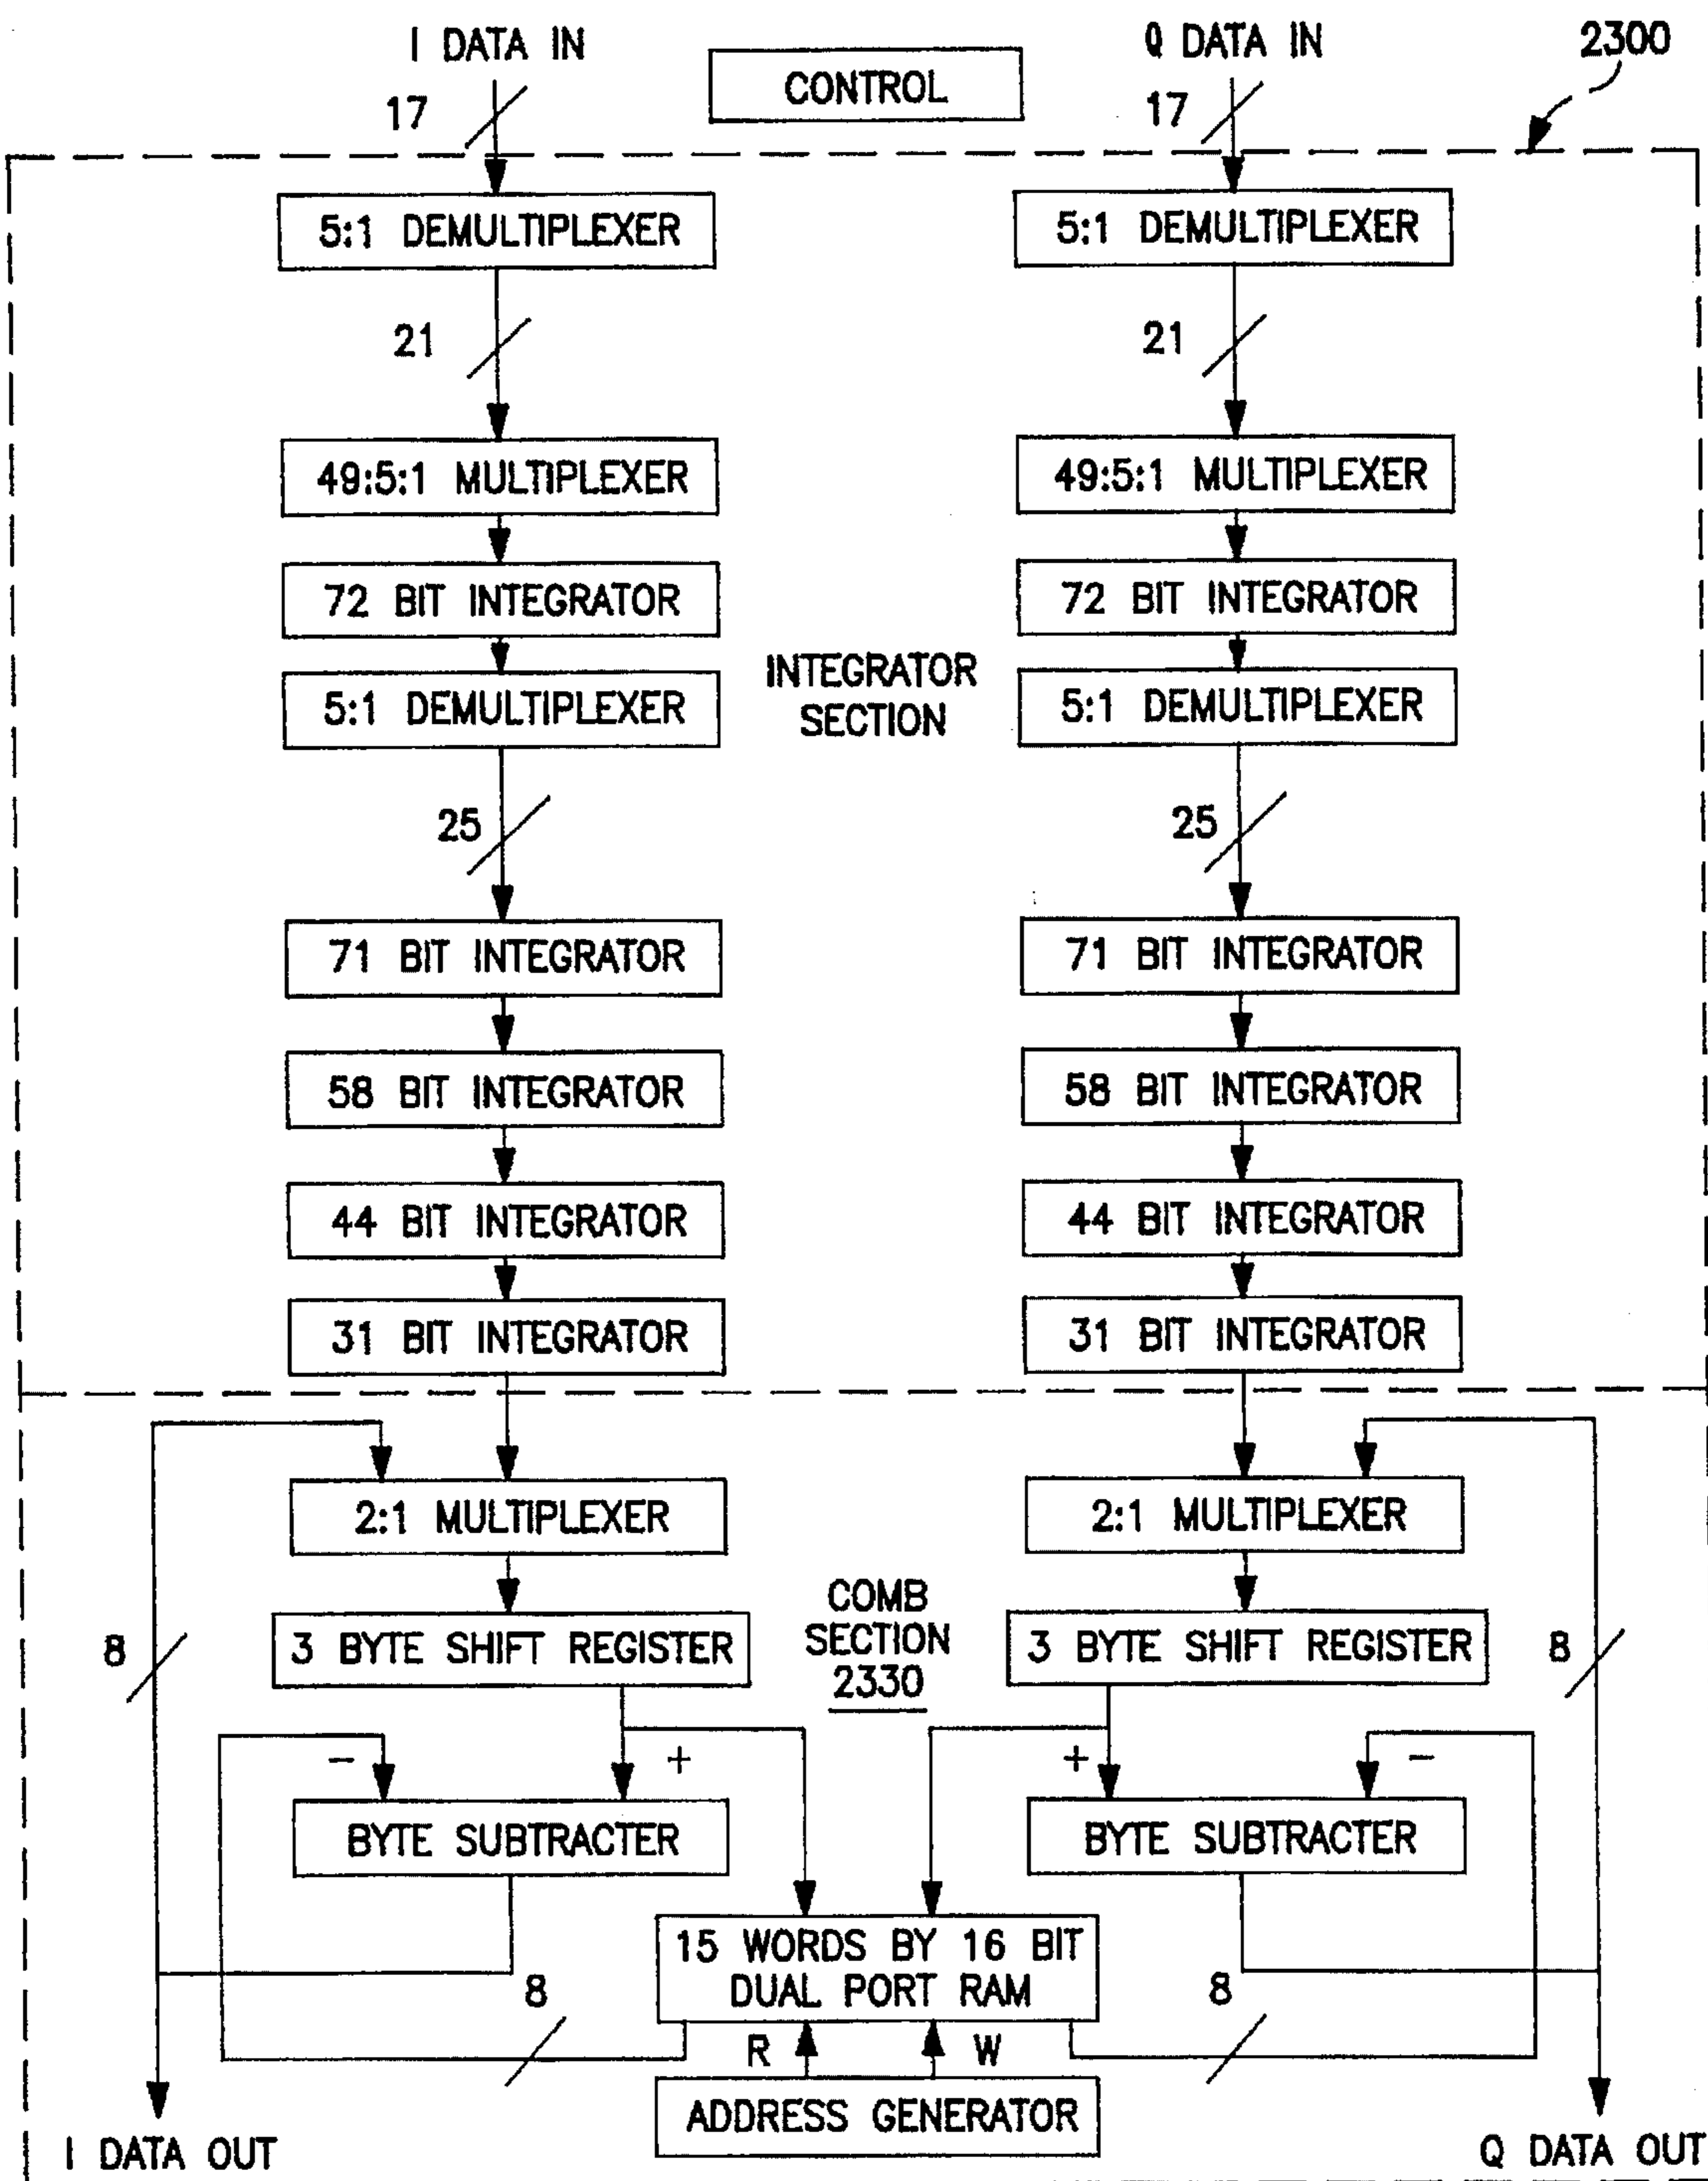 I DATA IN
CONTROL
Q DATA IN
2300
17
17
5:1 DEMULTIPLEXER
5:1 DEMULTIPLEXER
21
21
49:5:1 MULTIPLEXER
49:5:1 MULTIPLEXER
72 BIT INTEGRATOR
72 BIT INTEGRATOR
INTEGRATOR
SECTION
5:1 DEMULTIPLEXER
5:1 DEMULTIPLEXER
25
25
71 BIT INTEGRATOR
71 BIT INTEGRATOR
58 BIT INTEGRATOR
58 BIT INTEGRATOR
44 BIT INTEGRATOR
44 BIT INTEGRATOR
31 BIT INTEGRATOR
31 BIT INTEGRATOR
2:1 MULTIPLEXER
2:1 MULTIPLEXER
COMB
SECTION
2330
8
3 BYTE SHIFT REGISTER
3 BYTE SHIFT REGISTER
8
−
+
+
−
BYTE SUBTRACTER
BYTE SUBTRACTER
15 WORDS BY 16 BIT
DUAL PORT RAM
8
8
R
W
ADDRESS GENERATOR
I DATA OUT
Q DATA OUT